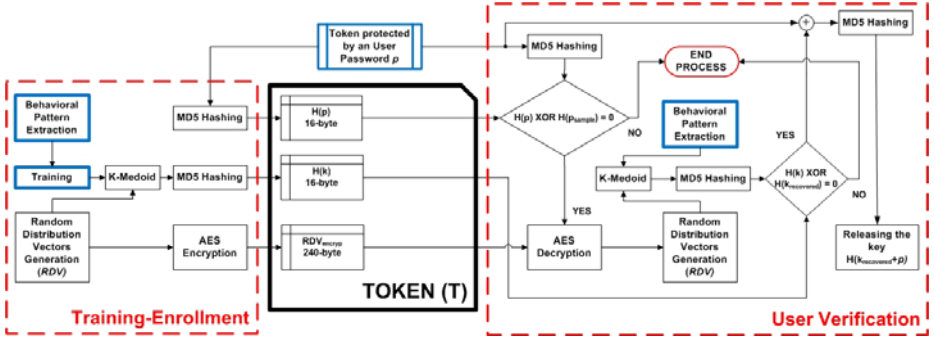 Token protected
by an User
Password p
Behavioral
Pattern
Extraction
Training
Random
Distribution
Vectors
Generation
(RDV)
K-Medoid
MD5 Hashing
MD5 Hashing
AES
Encryption
Training-Enrollment
H(p)
16-byte
H(k)
16-byte
RDVencryp
240-byte
TOKEN (T)
MD5 Hashing
H(p) XOR H(psample) = 0
NO
YES
END
PROCESS
Behavioral
Pattern
Extraction
K-Medoid
MD5 Hashing
AES
Decryption
Random
Distribution
Vectors
Generation
(RDV)
H(k) XOR
H(krecovered) = 0
YES
NO
MD5 Hashing
Releasing the
key
H(krecovered+p)
User Verification